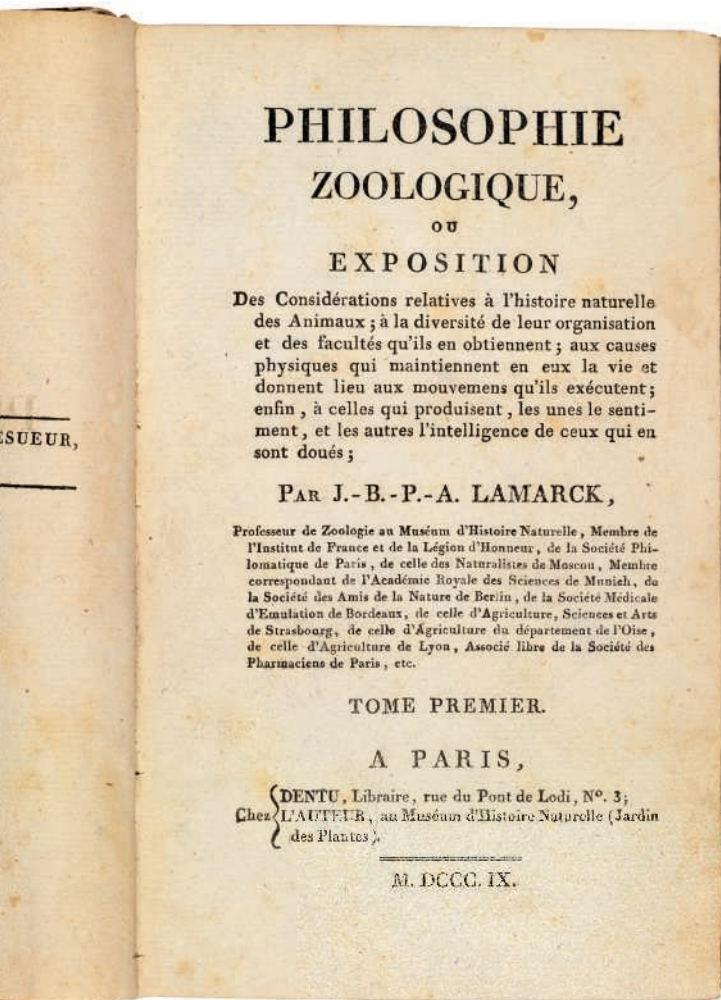 ESUEUR,
PHILOSOPHIE
ZOOLOGIQUE,
OU
EXPOSITION
Des Considérations relatives à l'histoire naturelle
des Animaux ; à la diversité de leur organisation
et des facultés qu'ils en obtiennent ; aux causes
physiques qui maintiennent en eux la vie et
donnent lieu aux mouvemens qu'ils exécutent ;
enfin , à celles qui produisent , les unes le senti-
ment , et les autres l'intelligence de ceux qui en
sont doués ;
PAR J.-B.-P.-A. LAMARCK,
Professeur de Zoologie au Muséum d'Histoire Naturelle , Membre de
l'Institut de France et de la Légion d'Honneur , de la Société Phi-
lomatique de Paris , de celle des Naturalistes de Moscou , Membre
correspondant de l'Académie Royale des Sciences de Munich , de
la Société des Amis de la Nature de Berlin , de la Société Médicale
d'Emulation de Bordeaux, de celle d'Agriculture, Sciences et Arts
de Strasbourg, de celle d'Agriculture du département de l'Oise ,
de celle d'Agriculture de Lyon , Associé libre de la Société des
Pharmaciens de Paris , etc.
TOME PREMIER.
A PARIS,
DENTU , Libraire , rue du Pont de Lodi , N°. 3 ;
Chez L'AUTEUR , au Muséum d'Histoire Naturelle (Jardin
des Plantes ).
M. DCCC. IX.